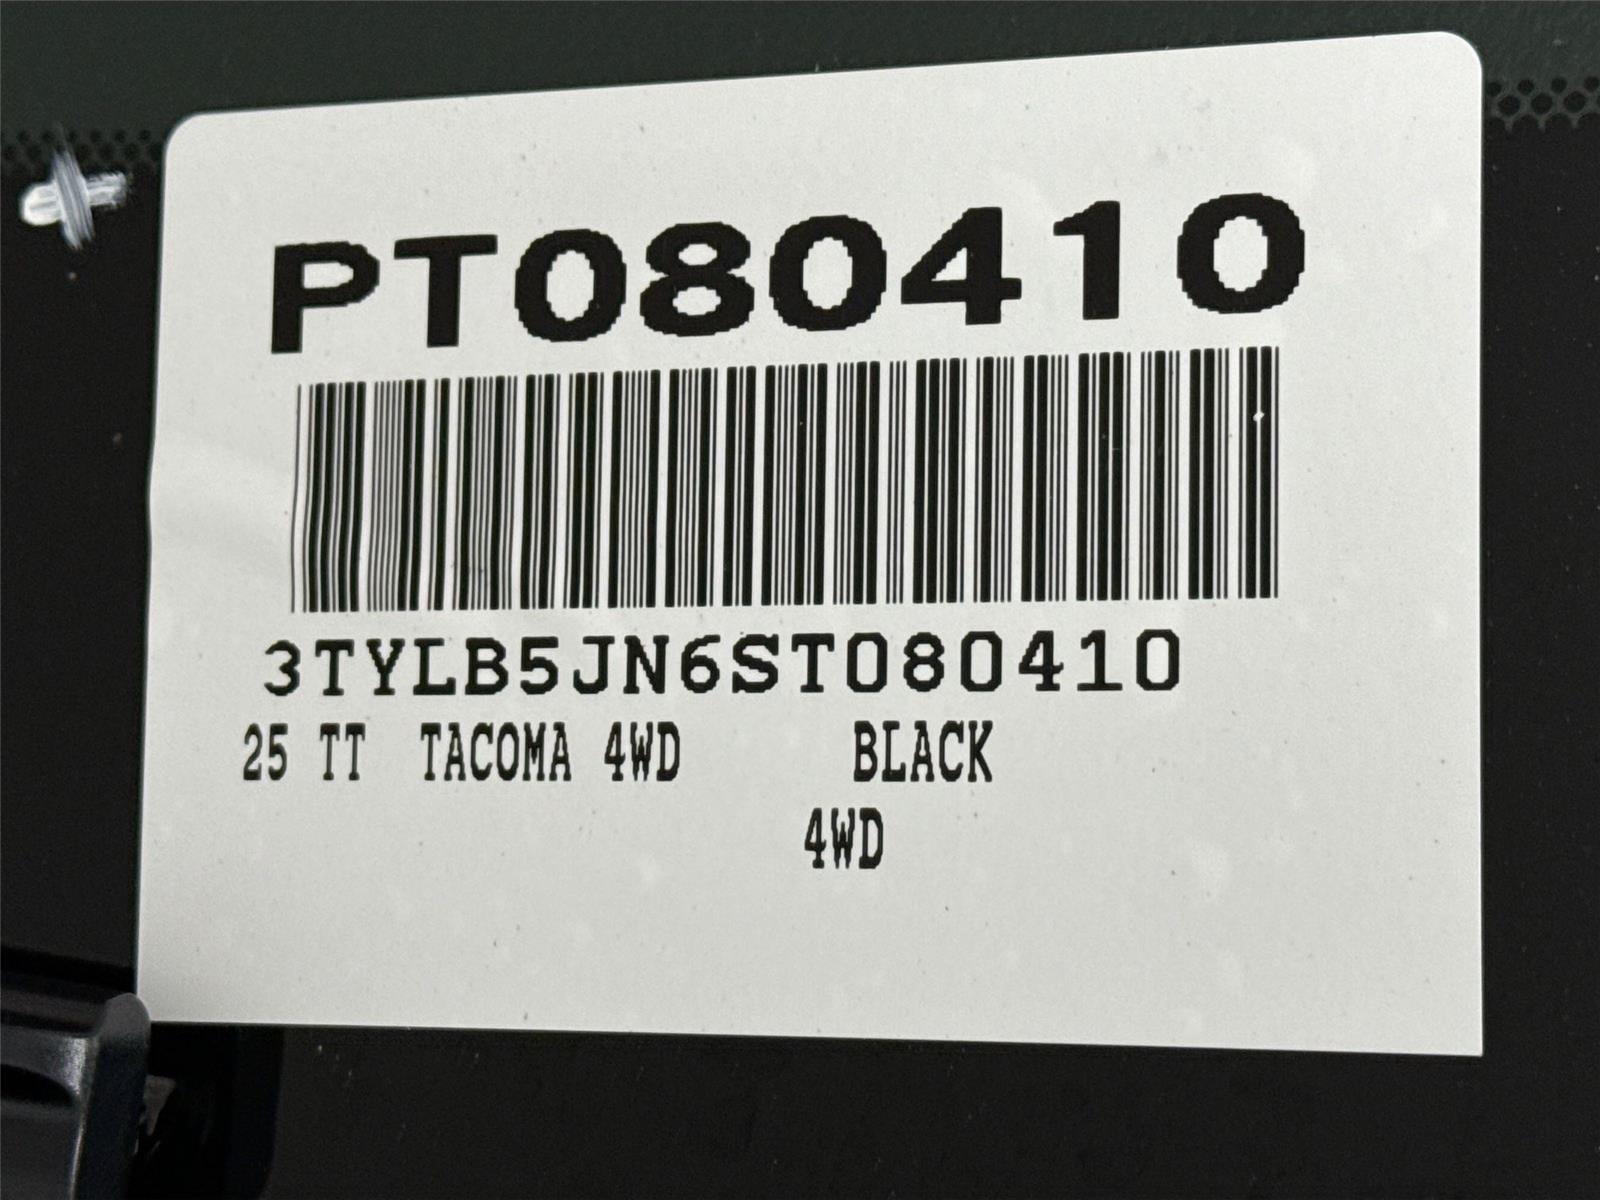 PT080410
3TYLB5JN6ST080410
25 TT TACOMA 4WD BLACK
4WD